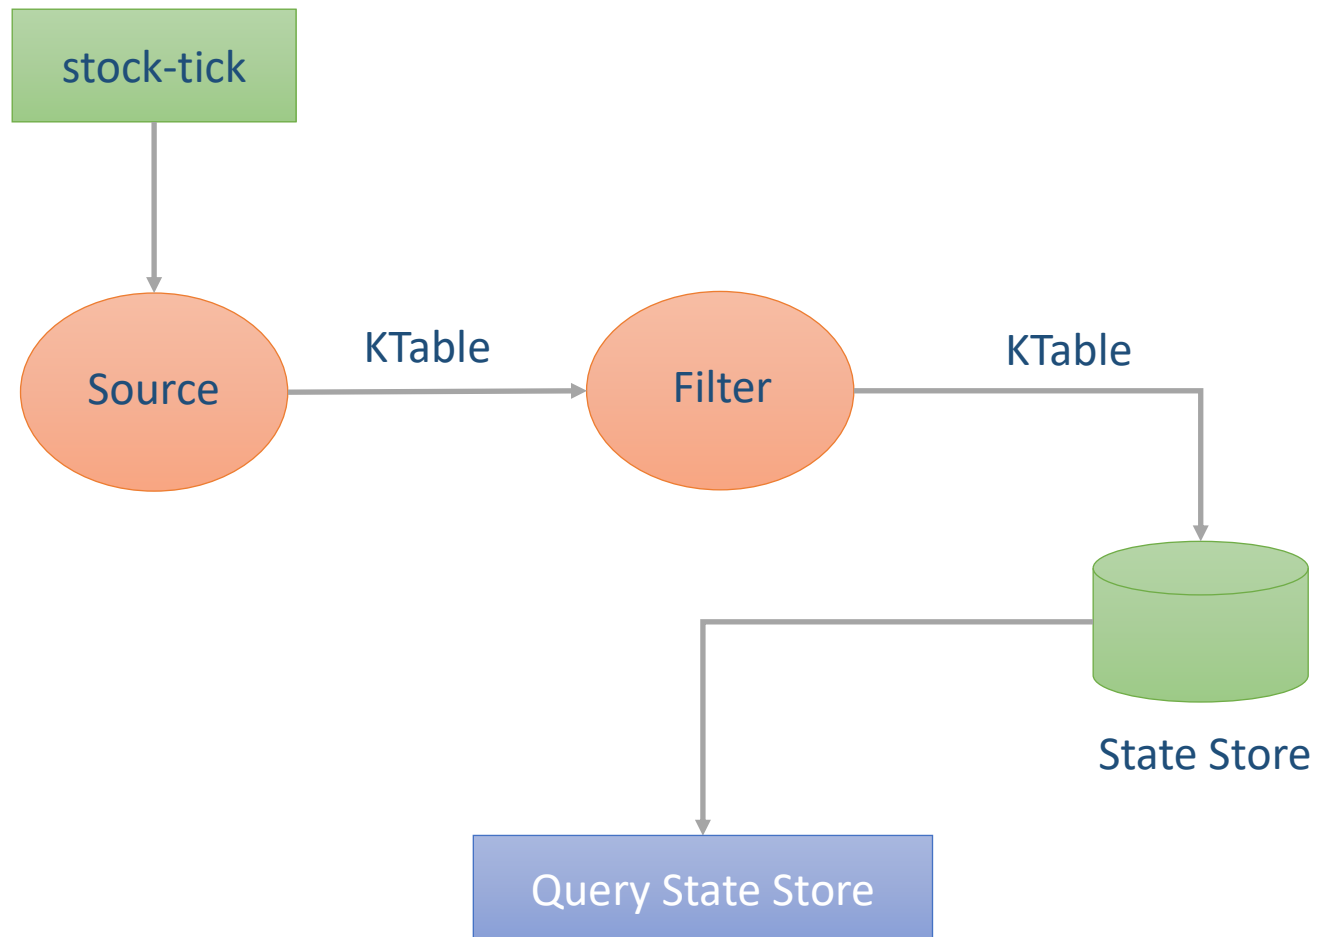 stock-tick
KTable
KTable
Source
Filter
State Store
Query State Store